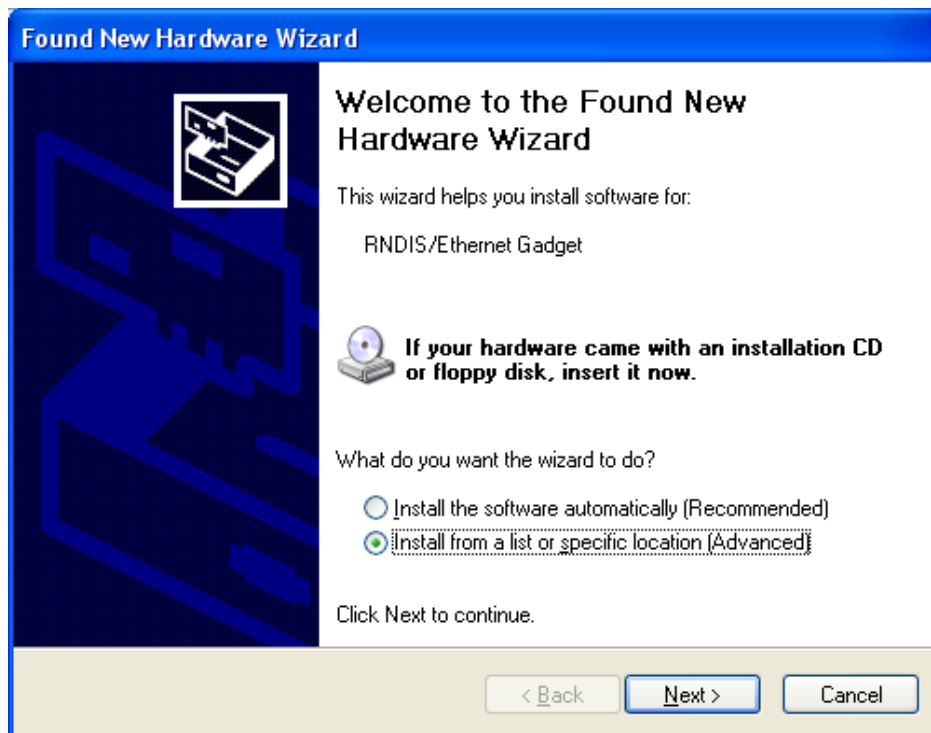 Found New Hardware Wizard
Welcome to the Found New
Hardware Wizard
This wizard helps you install software for:
RNDIS/Ethernet Gadget
If your hardware came with an installation CD
or floppy disk, insert it now.
What do you want the wizard to do?
Install the software automatically (Recommended)
Install from a list or specific location (Advanced)
Click Next to continue.
< Back Next > Cancel